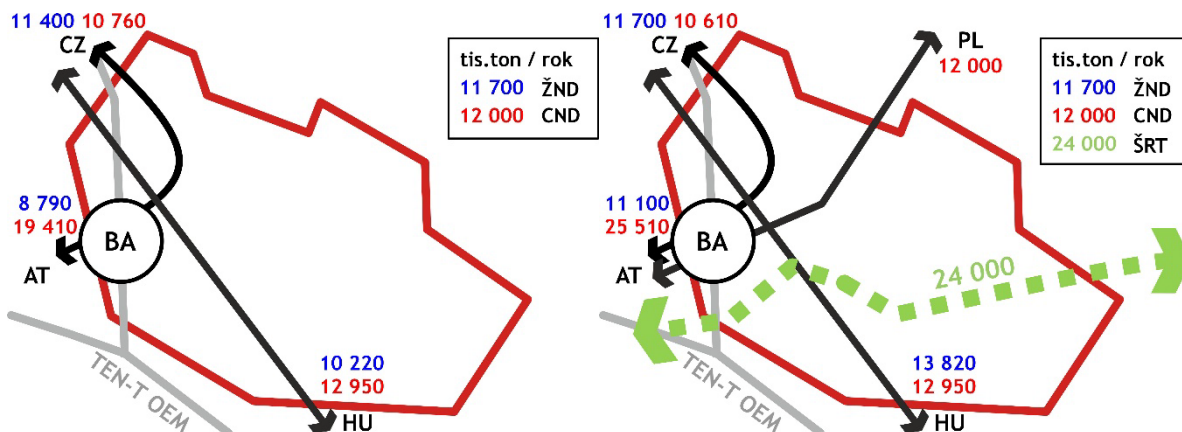 11 400 10 760
CZ
tis.ton / rok
11 700 ŽND
12 000 CND
8 790
19 410
BA
AT
10 220
12 950
HU
TEN-T OEM
11 700 10 610
CZ
PL
12 000
tis.ton / rok
11 700 ŽND
12 000 CND
24 000 ŠRT
11 100
25 510
BA
AT
24 000
13 820
12 950
HU
TEN-T OEM